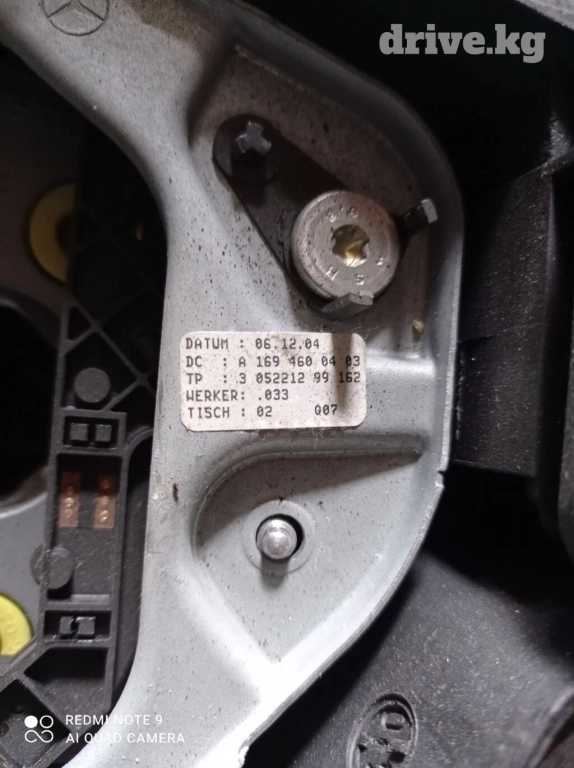 drive.kg
DATUM : 06.12.04
DC : A 169 460 04 03
TP : 3 052212 99 162
WERKER: .033
TISCH : 02 Q07
REDMI NOTE 9
AI QUAD CAMERA